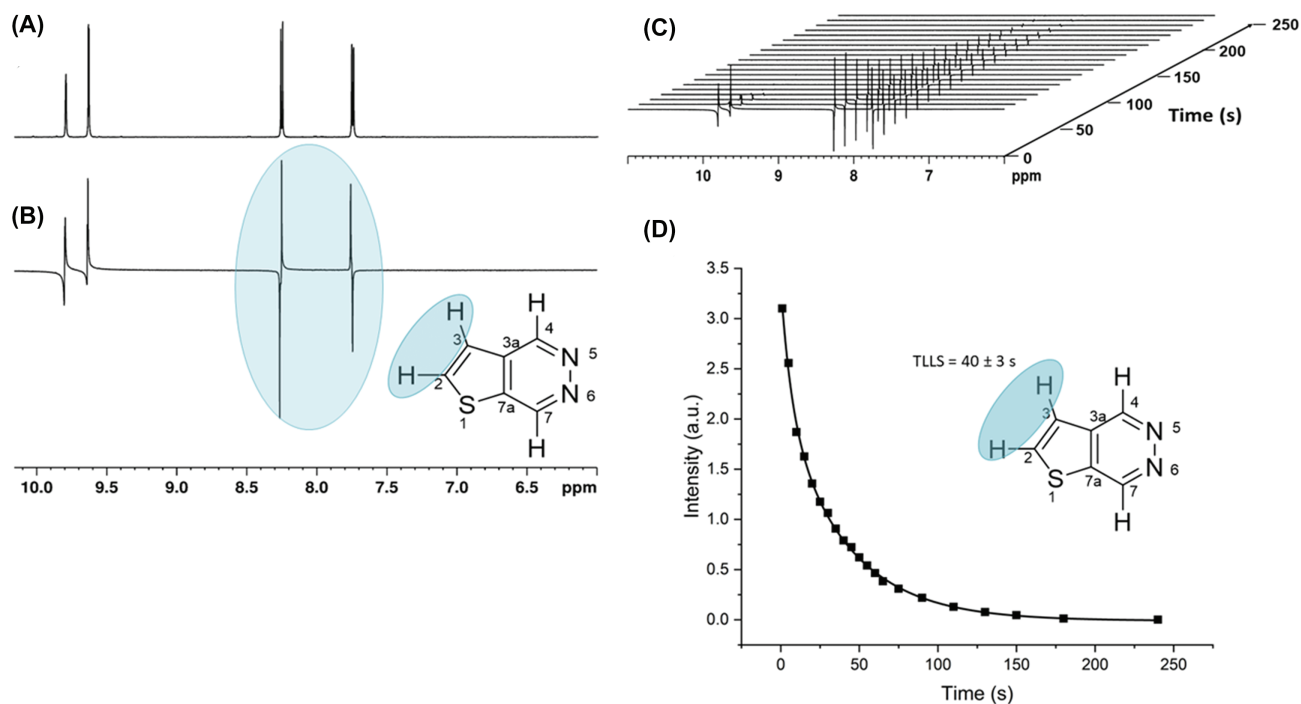 (A)
(B)
H
H
3
3a
4
N
5
H
2
N
6
S
7a
7
1
H
10.0 9.5 9.0 8.5 8.0 7.5 7.0 6.5 ppm
(C)
250
200
150
100
Time (s)
50
0
10 9 8 7 ppm
(D)
3.5
3.0
2.5
2.0
1.5
1.0
0.5
0.0
Intensity (a.u.)
TLLS = 40 ± 3 s
H
H
3
3a
4
N
5
H
2
N
6
S
7a
7
1
H
0 50 100 150 200 250
Time (s)